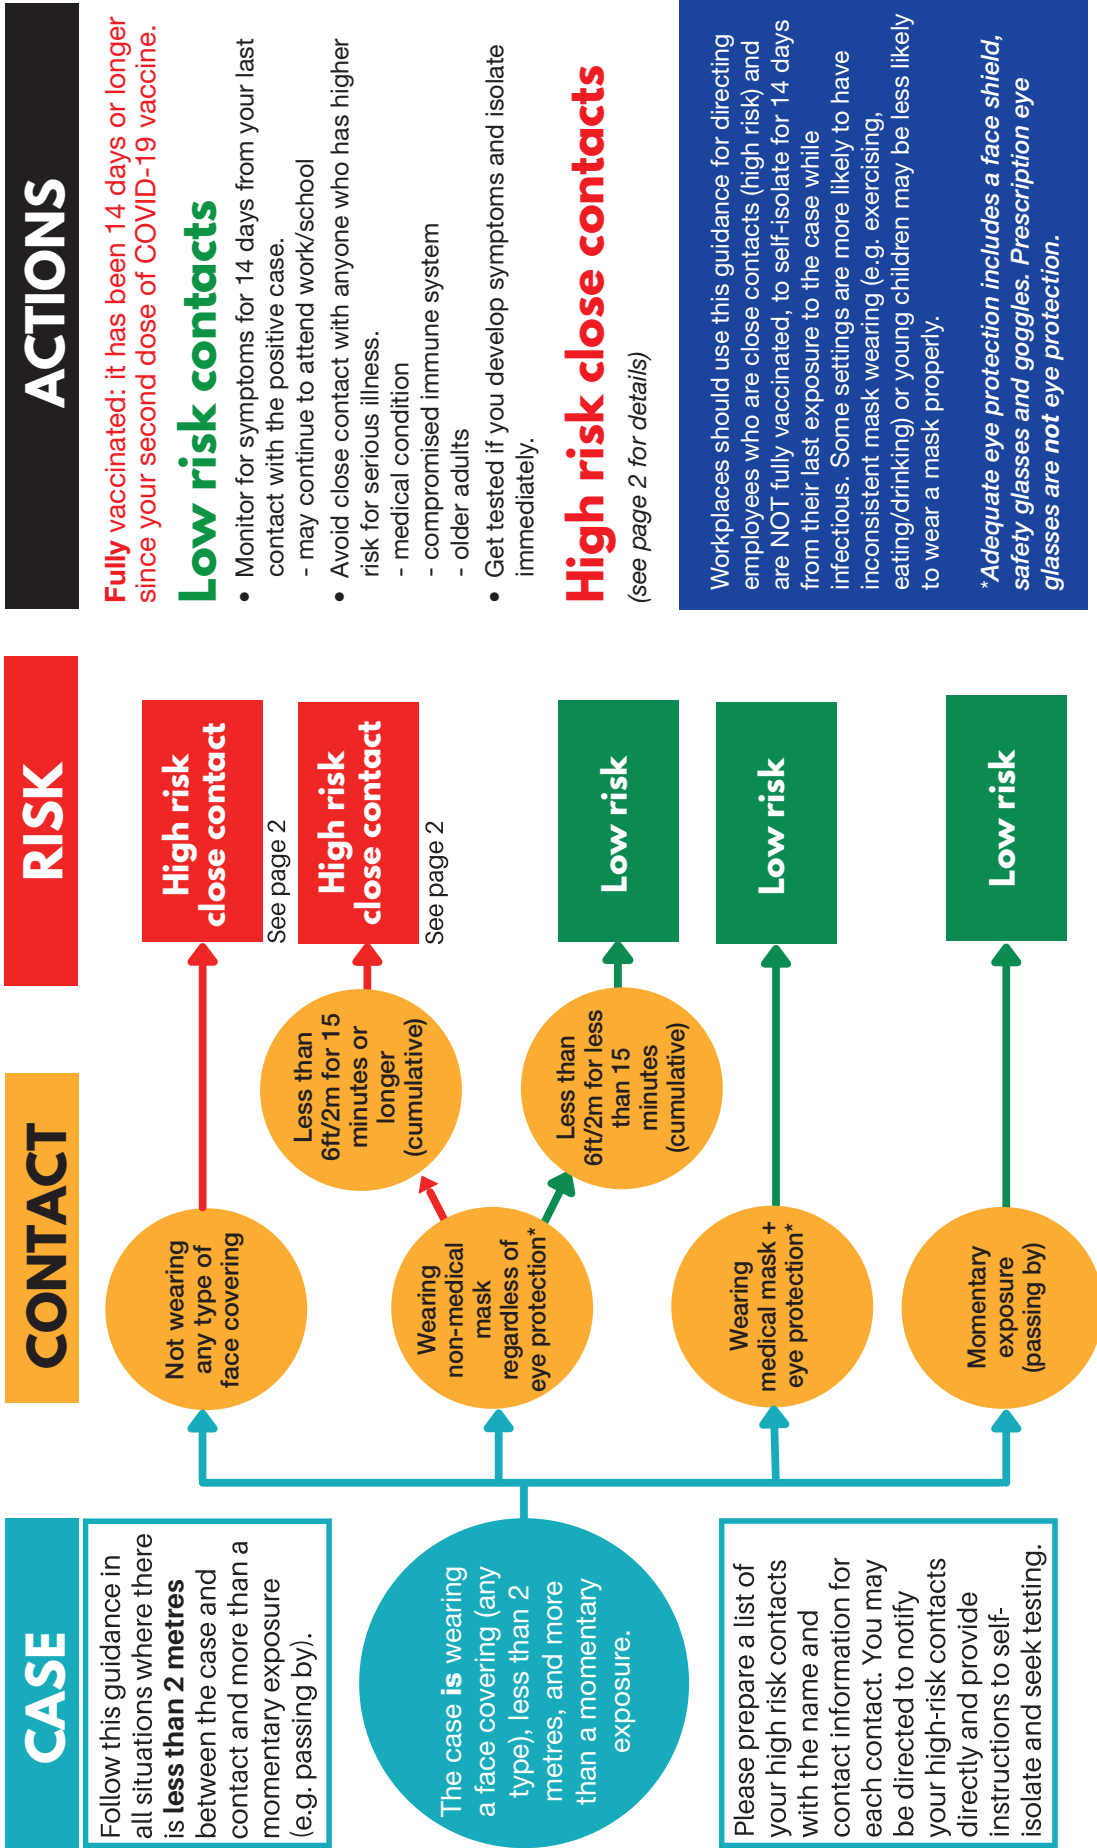 CASE
Follow this guidance in
all situations where there
is less than 2 metres
between the case and
contact and more than a
momentary exposure
(e.g. passing by).
The case is wearing
a face covering (any
type), less than 2
metres, and more
than a momentary
exposure.
Please prepare a list of
your high risk contacts
with the name and
contact information for
each contact. You may
be directed to notify
your high-risk contacts
directly and provide
instructions to self-
isolate and seek testing.
CONTACT
Not wearing
any type of
face covering
Wearing
non-medical
mask
regardless of
eye protection*
Less than
6ft/2m for 15
minutes or
longer
(cumulative)
Less than
6ft/2m for less
than 15
minutes
(cumulative)
Wearing
medical mask +
eye protection*
Momentary
exposure
(passing by)
RISK
High risk
close contact
See page 2
High risk
close contact
See page 2
Low risk
Low risk
Low risk
ACTIONS
Fully vaccinated: it has been 14 days or longer
since your second dose of COVID-19 vaccine.
Low risk contacts
• Monitor for symptoms for 14 days from your last
contact with the positive case.
- may continue to attend work/school
• Avoid close contact with anyone who has higher
risk for serious illness.
- medical condition
- compromised immune system
- older adults
• Get tested if you develop symptoms and isolate
immediately.
High risk close contacts
(see page 2 for details)
Workplaces should use this guidance for directing
employees who are close contacts (high risk) and
are NOT fully vaccinated, to self-isolate for 14 days
from their last exposure to the case while
infectious. Some settings are more likely to have
inconsistent mask wearing (e.g. exercising,
eating/drinking) or young children may be less likely
to wear a mask properly.
*Adequate eye protection includes a face shield,
safety glasses and goggles. Prescription eye
glasses are not eye protection.